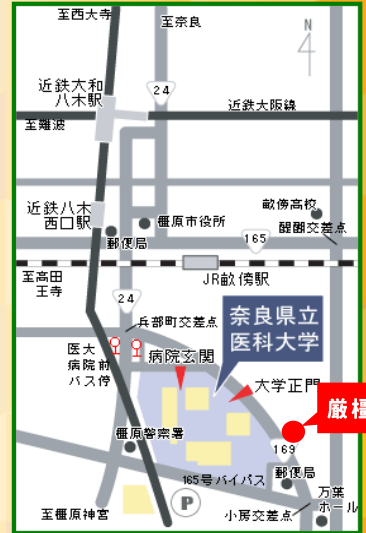 至西大寺
至奈良
N
24
近鉄大和
八木駅
近鉄大阪線
至難波
畝傍高校
近鉄八木
西口駅
橿原市役所
醍醐交差点
郵便局
165
至高田
王寺
JR畝傍駅
24
兵部町交差点
奈良県立
医科大学
医大
病院前
バス停
病院玄関
大学正門
厳橿
169
橿原警察署
165号バイパス
郵便局
P
万葉
ホール
至橿原神宮
小房交差点